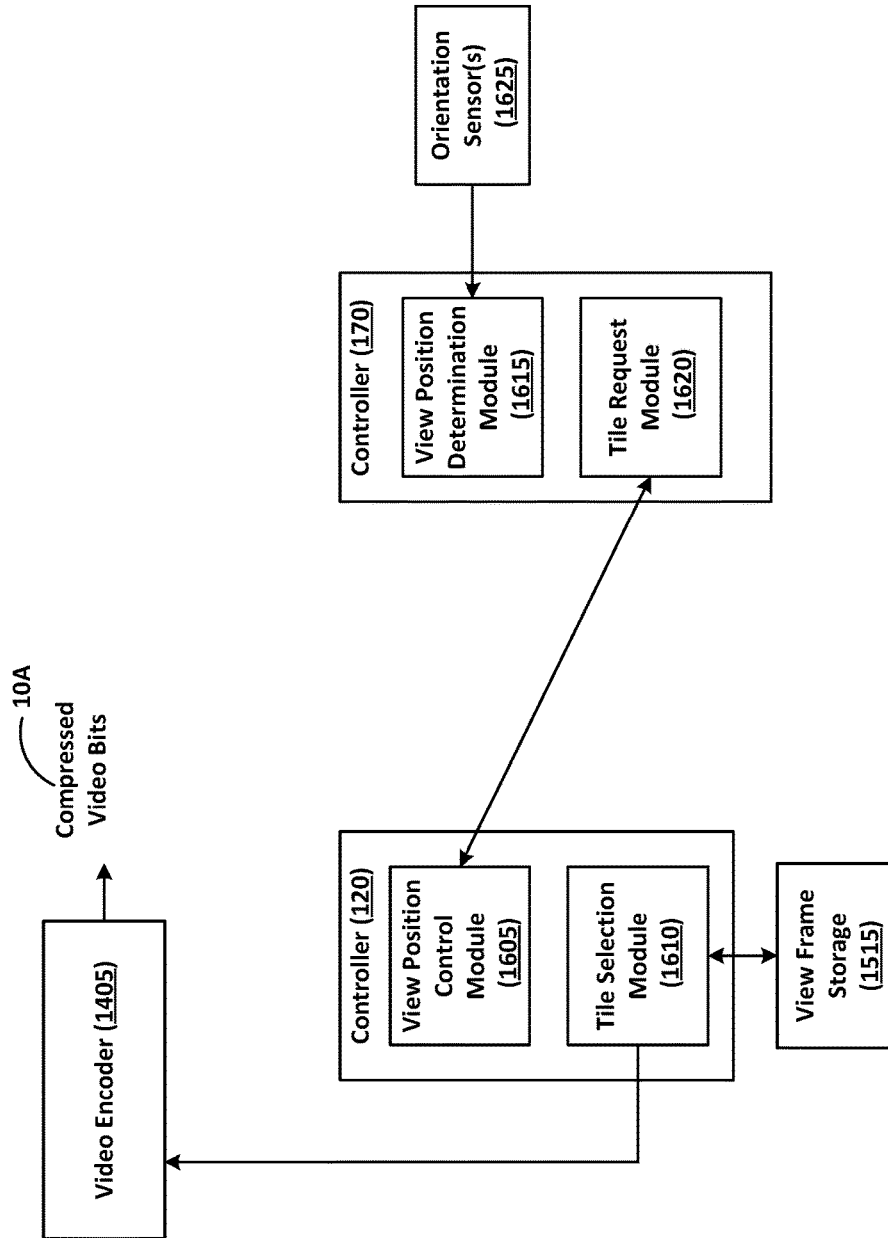 10A
Compressed
Video Bits
Video Encoder (1405)
Controller (120)
View Position
Control
Module
(1605)
Tile Selection
Module
(1610)
View Frame
Storage
(1515)
Controller (170)
View Position
Determination
Module
(1615)
Tile Request
Module
(1620)
Orientation
Sensor(s)
(1625)